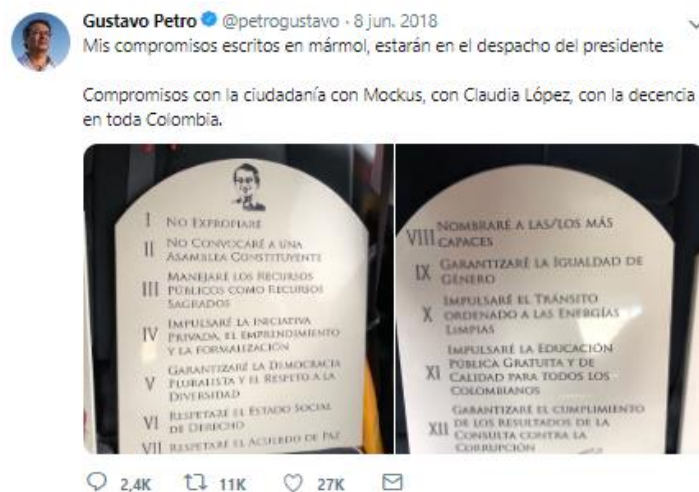 Gustavo Petro @petrogustavo · 8 jun. 2018
Mis compromisos escritos en mármol, estarán en el despacho del presidente
Compromisos con la ciudadanía con Mockus, con Claudia López, con la decencia
en toda Colombia.
I NO EXPROPIARÉ
II NO CONVOCARÉ A UNA
ASAMBLEA CONSTITUYENTE
III MANEJARÉ LOS RECURSOS
PÚBLICOS COMO RECURSOS
SAGRADOS
IV IMPULSARÉ LA INICIATIVA
PRIVADA, EL EMPRENDIMIENTO
Y LA FORMALIZACIÓN
V GARANTIZARÉ LA DEMOCRACIA
PLURALISTA Y EL RESPETO A LA
DIVERSIDAD
VI RESPETARÉ EL ESTADO SOCIAL
DE DERECHO
VII RESPETARÉ EL ACUERDO DE PAZ
VIII NOMBRARÉ A LAS/LOS MÁS
CAPACES
IX GARANTIZARÉ LA IGUALDAD DE
GÉNERO
X IMPULSARÉ EL TRÁNSITO
ORDENADO A LAS ENERGÍAS
LIMPIAS
XI IMPULSARÉ LA EDUCACIÓN
PÚBLICA GRATUITA Y DE
CALIDAD PARA TODOS LOS
COLOMBIANOS
XII GARANTIZARÉ EL CUMPLIMIENTO
DE LOS RESULTADOS DE LA
CONSULTA CONTRA LA
CORRUPCIÓN
2,4K 11K 27K